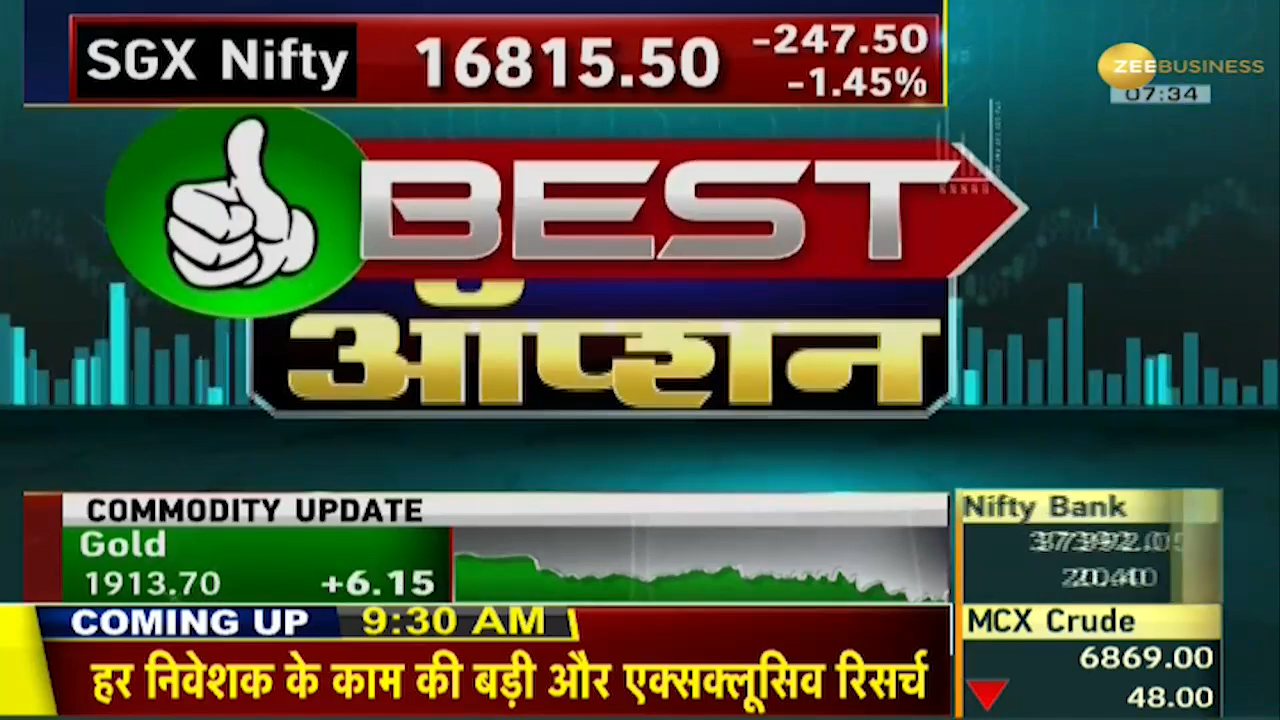 SGX Nifty 16815.50 -247.50
-1.45%
ZEEBUSINESS
07:34
BEST
ऑप्शन
COMMODITY UPDATE
Gold
1913.70 +6.15
Nifty Bank
MCX Crude
6869.00
48.00
COMING UP 9:30 AM
हर निवेशक के काम की बड़ी और एक्सक्लूसिव रिसर्च